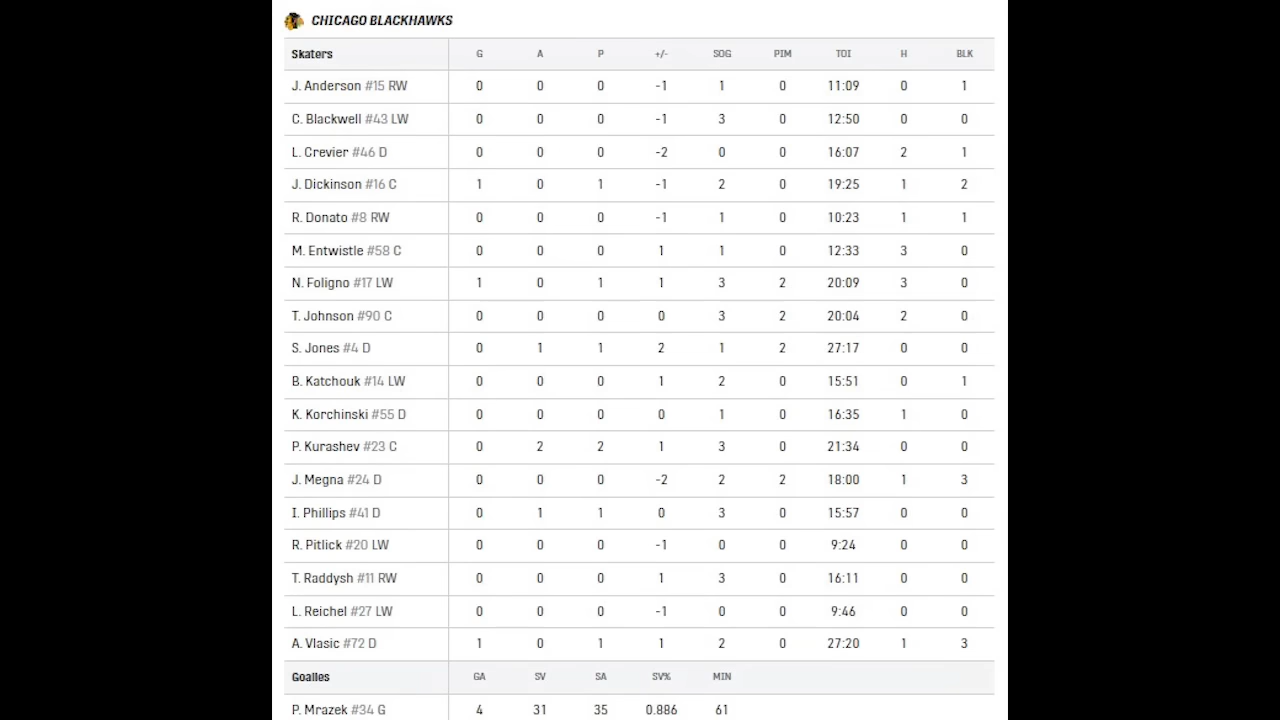 CHICAGO BLACKHAWKS
Skaters G A P +/- SOG PIM TOI H BLK
J. Anderson #15 RW 0 0 0 -1 1 0 11:09 0 1
C. Blackwell #43 LW 0 0 0 -1 3 0 12:50 0 0
L. Crevier #46 D 0 0 0 -2 0 0 16:07 2 1
J. Dickinson #16 C 1 0 1 -1 2 0 19:25 1 2
R. Donato #8 RW 0 0 0 -1 1 0 10:23 1 1
M. Entwistle #58 C 0 0 0 1 1 0 12:33 3 0
N. Foligno #17 LW 1 0 1 1 3 2 20:09 3 0
T. Johnson #90 C 0 0 0 0 3 2 20:04 2 0
S. Jones #4 D 0 1 1 2 1 2 27:17 0 0
B. Katchouk #14 LW 0 0 0 1 2 0 15:51 0 1
K. Korchinski #55 D 0 0 0 0 1 0 16:35 1 0
P. Kurashev #23 C 0 2 2 1 3 0 21:34 0 0
J. Megna #24 D 0 0 0 -2 2 2 18:00 1 3
I. Phillips #41 D 0 1 1 0 3 0 15:57 0 0
R. Pitlick #20 LW 0 0 0 -1 0 0 9:24 0 0
T. Raddysh #11 RW 0 0 0 1 3 0 16:11 0 0
L. Reichel #27 LW 0 0 0 -1 0 0 9:46 0 0
A. Vlasic #72 D 1 0 1 1 2 0 27:20 1 3
Goalies GA SV SA SV% MIN
P. Mrazek #34 G 4 31 35 0.886 61